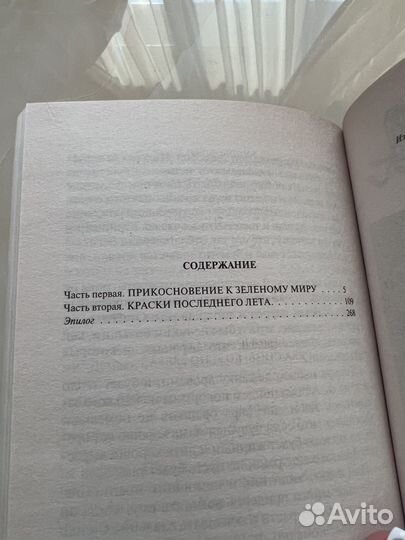 СОДЕРЖАНИЕ
Часть первая. ПРИКОСНОВЕНИЕ К ЗЕЛЕНОМУ МИРУ . . . . . 5
Часть вторая. КРАСКИ ПОСЛЕДНЕГО ЛЕТА. . . . . . . . . . . . . 109
Эпилог . . . . . . . . . . . . . . . . . . . . . . . . . . . . . . . . . . . . . . . . . . 268
Avito